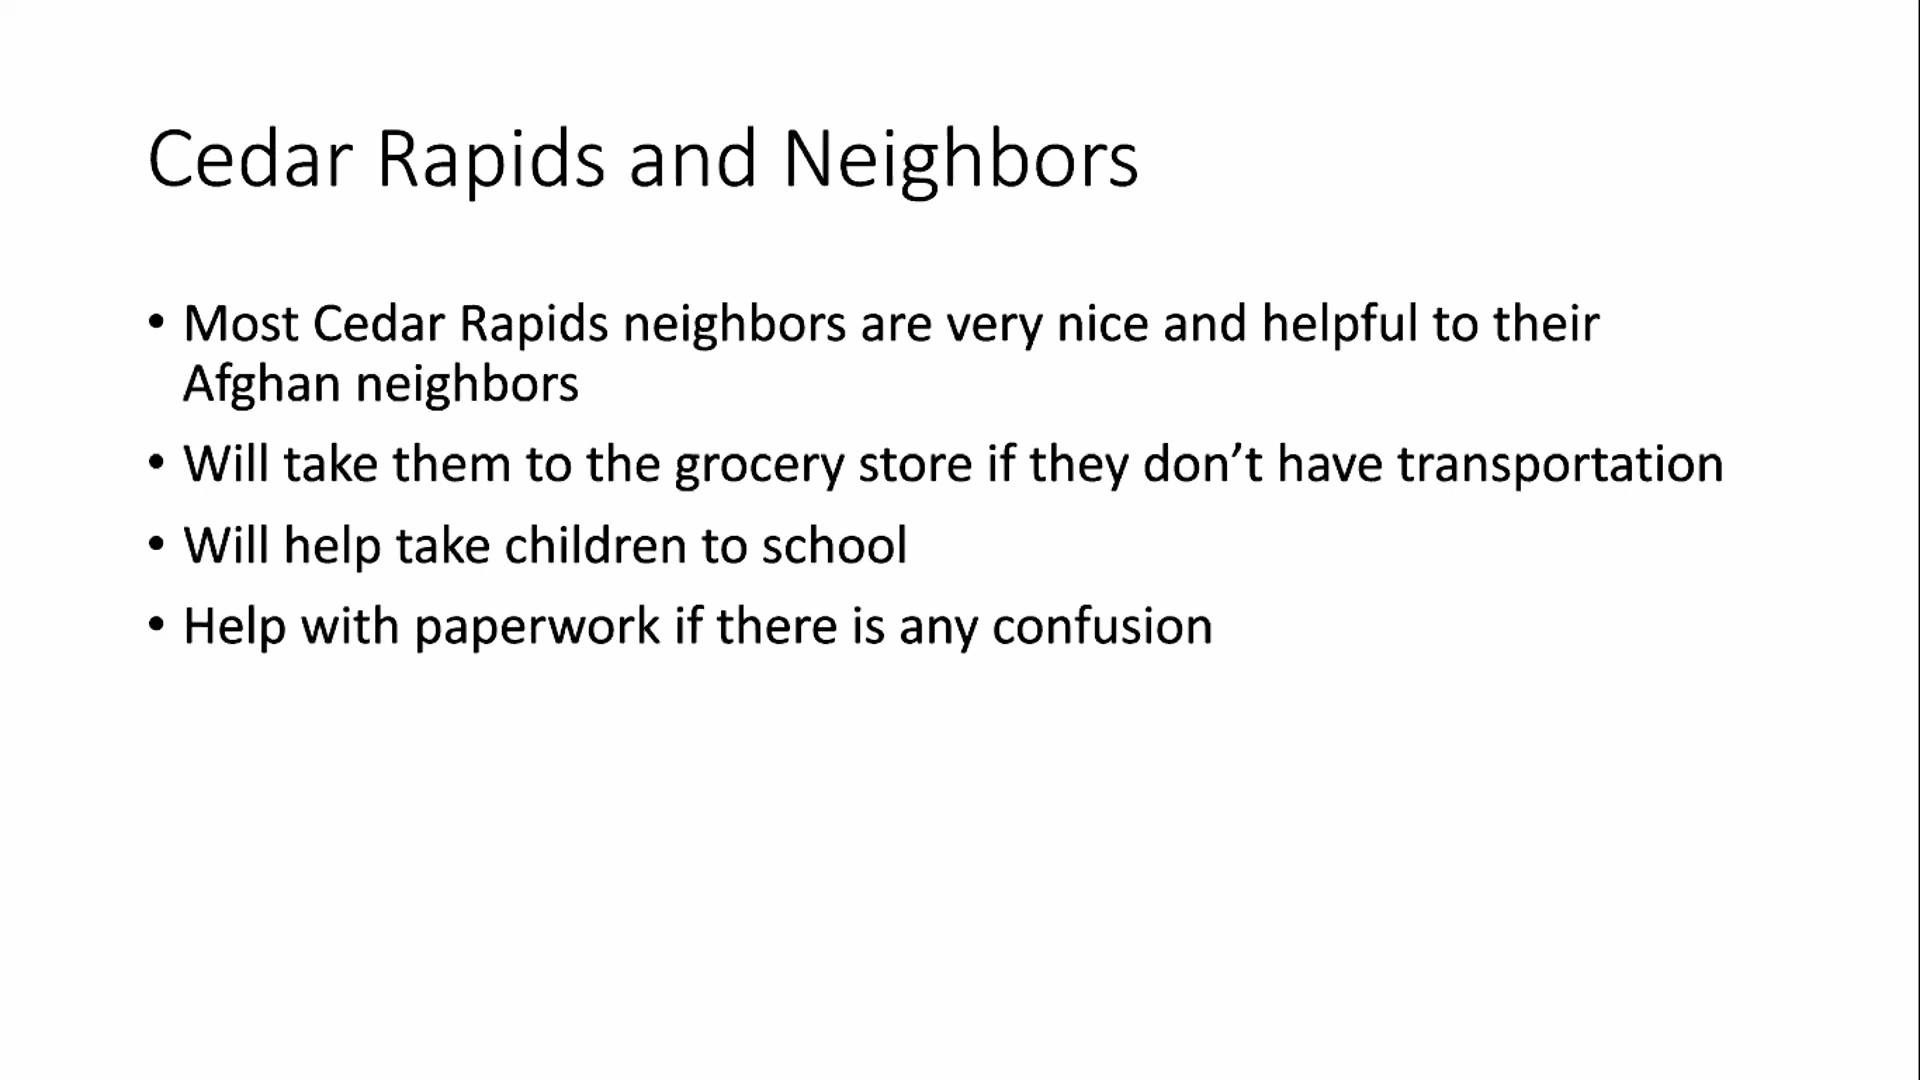 Cedar Rapids and Neighbors
• Most Cedar Rapids neighbors are very nice and helpful to their
Afghan neighbors
• Will take them to the grocery store if they don’t have transportation
• Will help take children to school
• Help with paperwork if there is any confusion